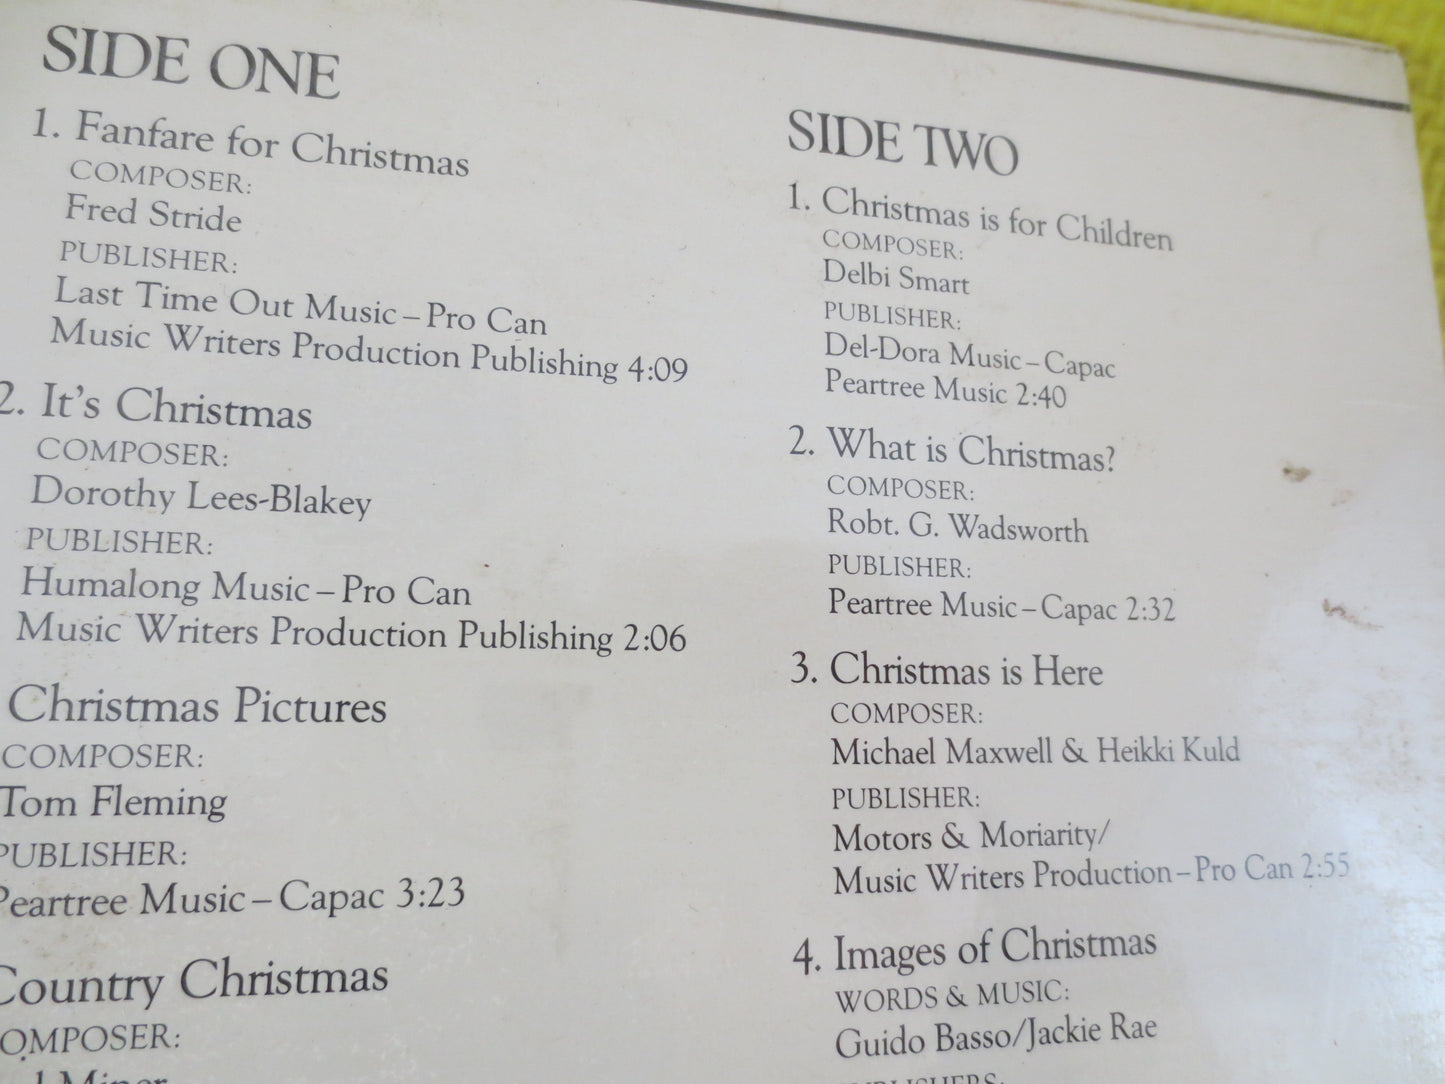 SIDE ONE
1. Fanfare for Christmas
COMPOSER:
Fred Stride
PUBLISHER:
Last Time Out Music – Pro Can
Music Writers Production Publishing 4:09
2. It's Christmas
COMPOSER:
Dorothy Lees-Blakey
PUBLISHER:
Humalong Music – Pro Can
Music Writers Production Publishing 2:06
Christmas Pictures
COMPOSER:
Tom Fleming
PUBLISHER:
Peartree Music – Capac 3:23
Country Christmas
COMPOSER:
Minor
SIDE TWO
1. Christmas is for Children
COMPOSER:
Delbi Smart
PUBLISHER:
Del-Dora Music – Capac
Peartree Music 2:40
2. What is Christmas?
COMPOSER:
Robt. G. Wadsworth
PUBLISHER:
Peartree Music – Capac 2:32
3. Christmas is Here
COMPOSER:
Michael Maxwell & Heikki Kuld
PUBLISHER:
Motors & Moriarity/
Music Writers Production – Pro Can 2:55
4. Images of Christmas
WORDS & MUSIC:
Guido Basso/Jackie Rae
PUBLISHERS: